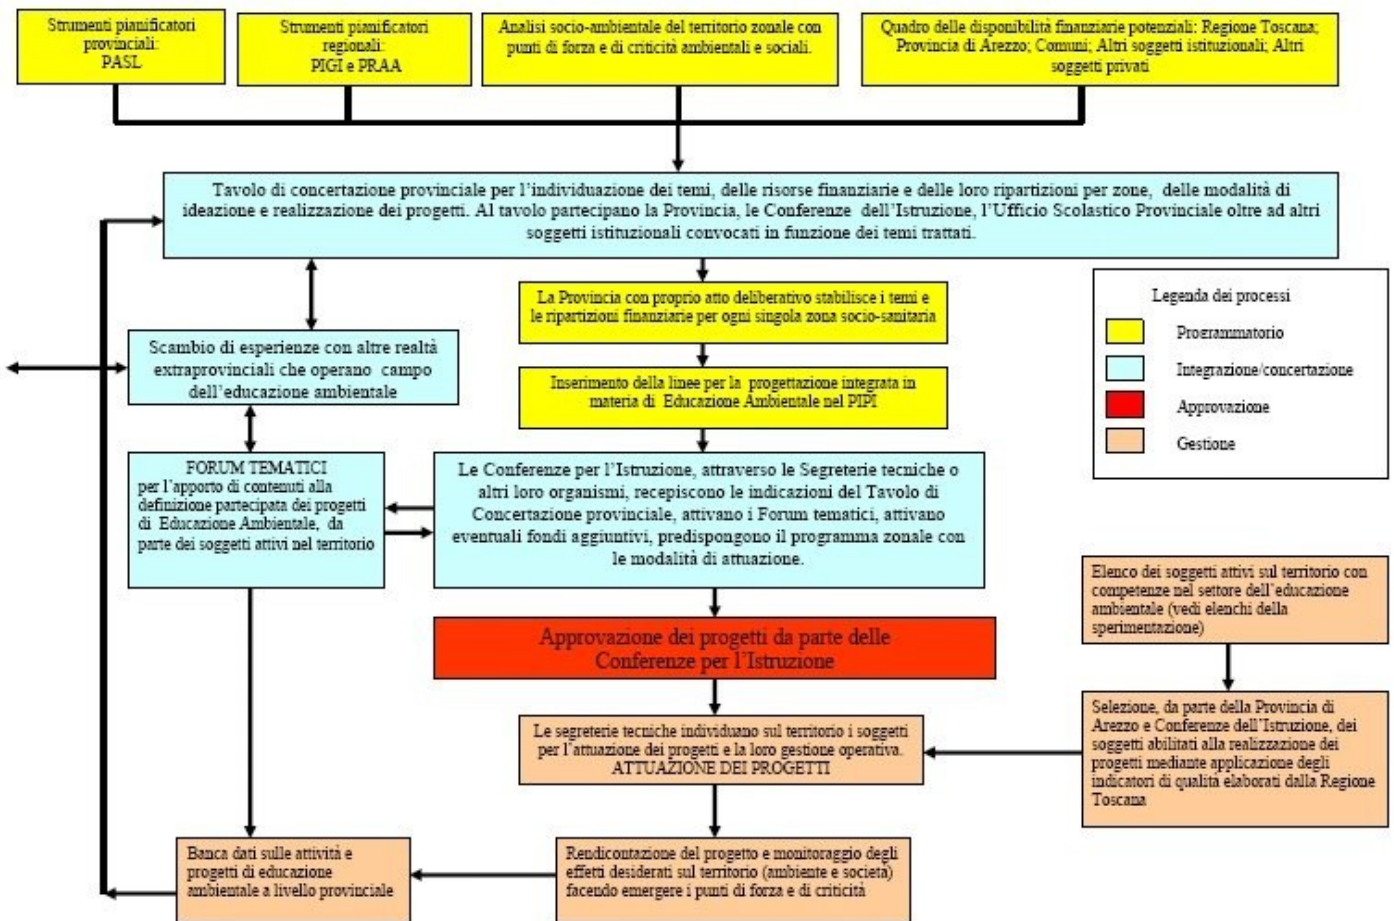 Strumenti pianificatori
provinciali:
PASL
Strumenti pianificatori
regionali:
PIGI e PRAA
Analisi socio-ambientale del territorio zonale con
punti di forza e di criticità ambientali e sociali.
Quadro delle disponibilità finanziarie potenziali: Regione Toscana;
Provincia di Arezzo; Comuni; Altri soggetti istituzionali; Altri
soggetti privati
Tavolo di concertazione provinciale per l'individuazione dei temi, delle risorse finanziarie e delle loro ripartizioni per zone, delle modalità di
ideazione e realizzazione dei progetti. Al tavolo partecipano la Provincia, le Conferenze dell'Istruzione, l'Ufficio Scolastico Provinciale oltre ad altri
soggetti istituzionali convocati in funzione dei temi trattati.
La Provincia con proprio atto deliberativo stabilisce i temi e
le ripartizioni finanziarie per ogni singola zona socio-sanitaria
Legenda dei processi
Programmatorio
Integrazione/concertazione
Approvazione
Gestione
Scambio di esperienze con altre realtà
extraprovinciali che operano campo
dell'educazione ambientale
Inserimento della linee per la progettazione integrata in
materia di Educazione Ambientale nel PIPI
FORUM TEMATICI
per l'apporto di contenuti alla
definizione partecipata dei progetti
di Educazione Ambientale, da
parte dei soggetti attivi nel territorio
Le Conferenze per l'Istruzione, attraverso le Segreterie tecniche o
altri loro organismi, recepiscono le indicazioni del Tavolo di
Concertazione provinciale, attivano i Forum tematici, attivano
eventuali fondi aggiuntivi, predispongono il programma zonale con
le modalità di attuazione.
Elenco dei soggetti attivi sul territorio con
competenze nel settore dell'educazione
ambientale (vedi elenchi della
sperimentazione)
Approvazione dei progetti da parte delle
Conferenze per l'Istruzione
Le segreterie tecniche individuano sul territorio i soggetti
per l'attuazione dei progetti e la loro gestione operativa.
ATTUAZIONE DEI PROGETTI
Selezione, da parte della Provincia di
Arezzo e Conferenze dell'Istruzione, dei
soggetti abilitati alla realizzazione dei
progetti mediante applicazione degli
indicatori di qualità elaborati dalla Regione
Toscana
Banca dati sulle attività e
progetti di educazione
ambientale a livello provinciale
Rendicontazione del progetto e monitoraggio degli
effetti desiderati sul territorio (ambiente e società)
facendo emergere i punti di forza e di criticità